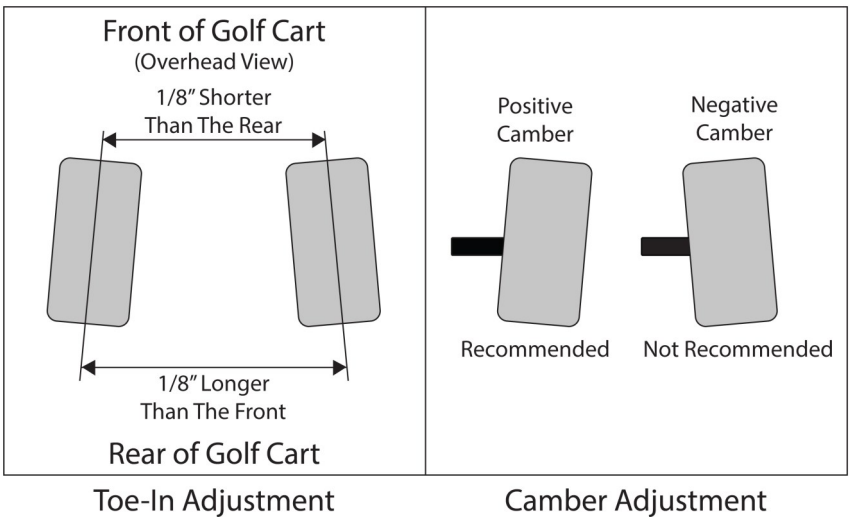 Front of Golf Cart
(Overhead View)
1/8” Shorter
Than The Rear
1/8” Longer
Than The Front
Rear of Golf Cart
Toe-In Adjustment
Positive
Camber
Negative
Camber
Recommended
Not Recommended
Camber Adjustment